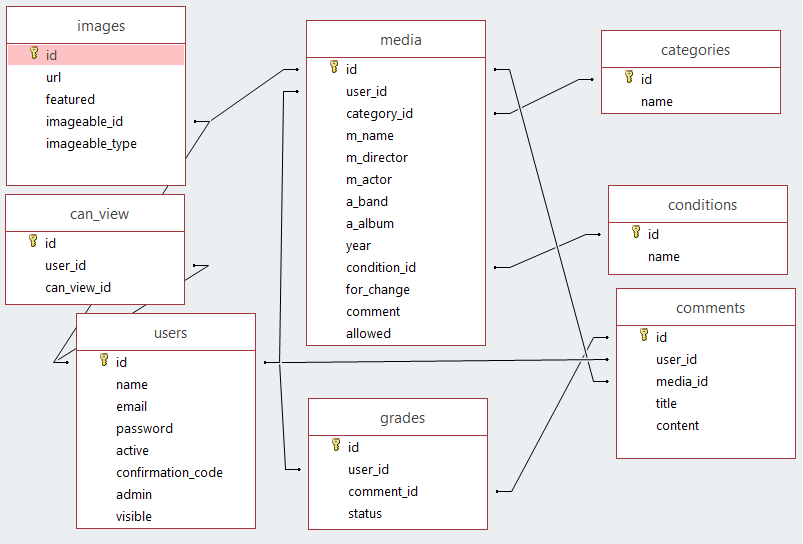 images
id
url
featured
imageable_id
imageable_type
can_view
id
user_id
can_view_id
users
id
name
email
password
active
confirmation_code
admin
visible
media
id
user_id
category_id
m_name
m_director
m_actor
a_band
a_album
year
condition_id
for_change
comment
allowed
grades
id
user_id
comment_id
status
categories
id
name
conditions
id
name
comments
id
user_id
media_id
title
content